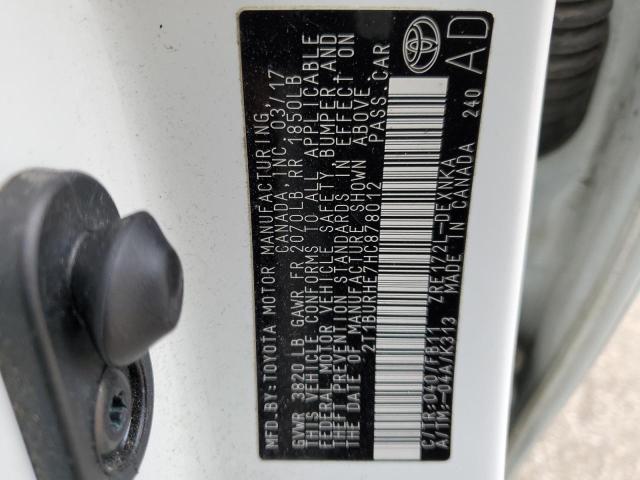 MFD.BY:TOYOTA MOTOR MANUFACTURING,
CANADA,INC.03/17
GVWR 3820LB GAWR FR 2070LB RR 1850LB
THIS VEHICLE CONFORMS TO ALL APPLICABLE
FEDERAL MOTOR VEHICLE SAFETY, BUMPER, AND
THEFT PREVENTION STANDARDS IN EFFECT ON
THE DATE OF MANUFACTURE SHOWN ABOVE.
2T1BURHE7HC878012 PASS.CAR
C/TR:040/FB11 ZRE172L-DEXNKA
A/TM:-04A/K313 MADE IN CANADA 240
AD